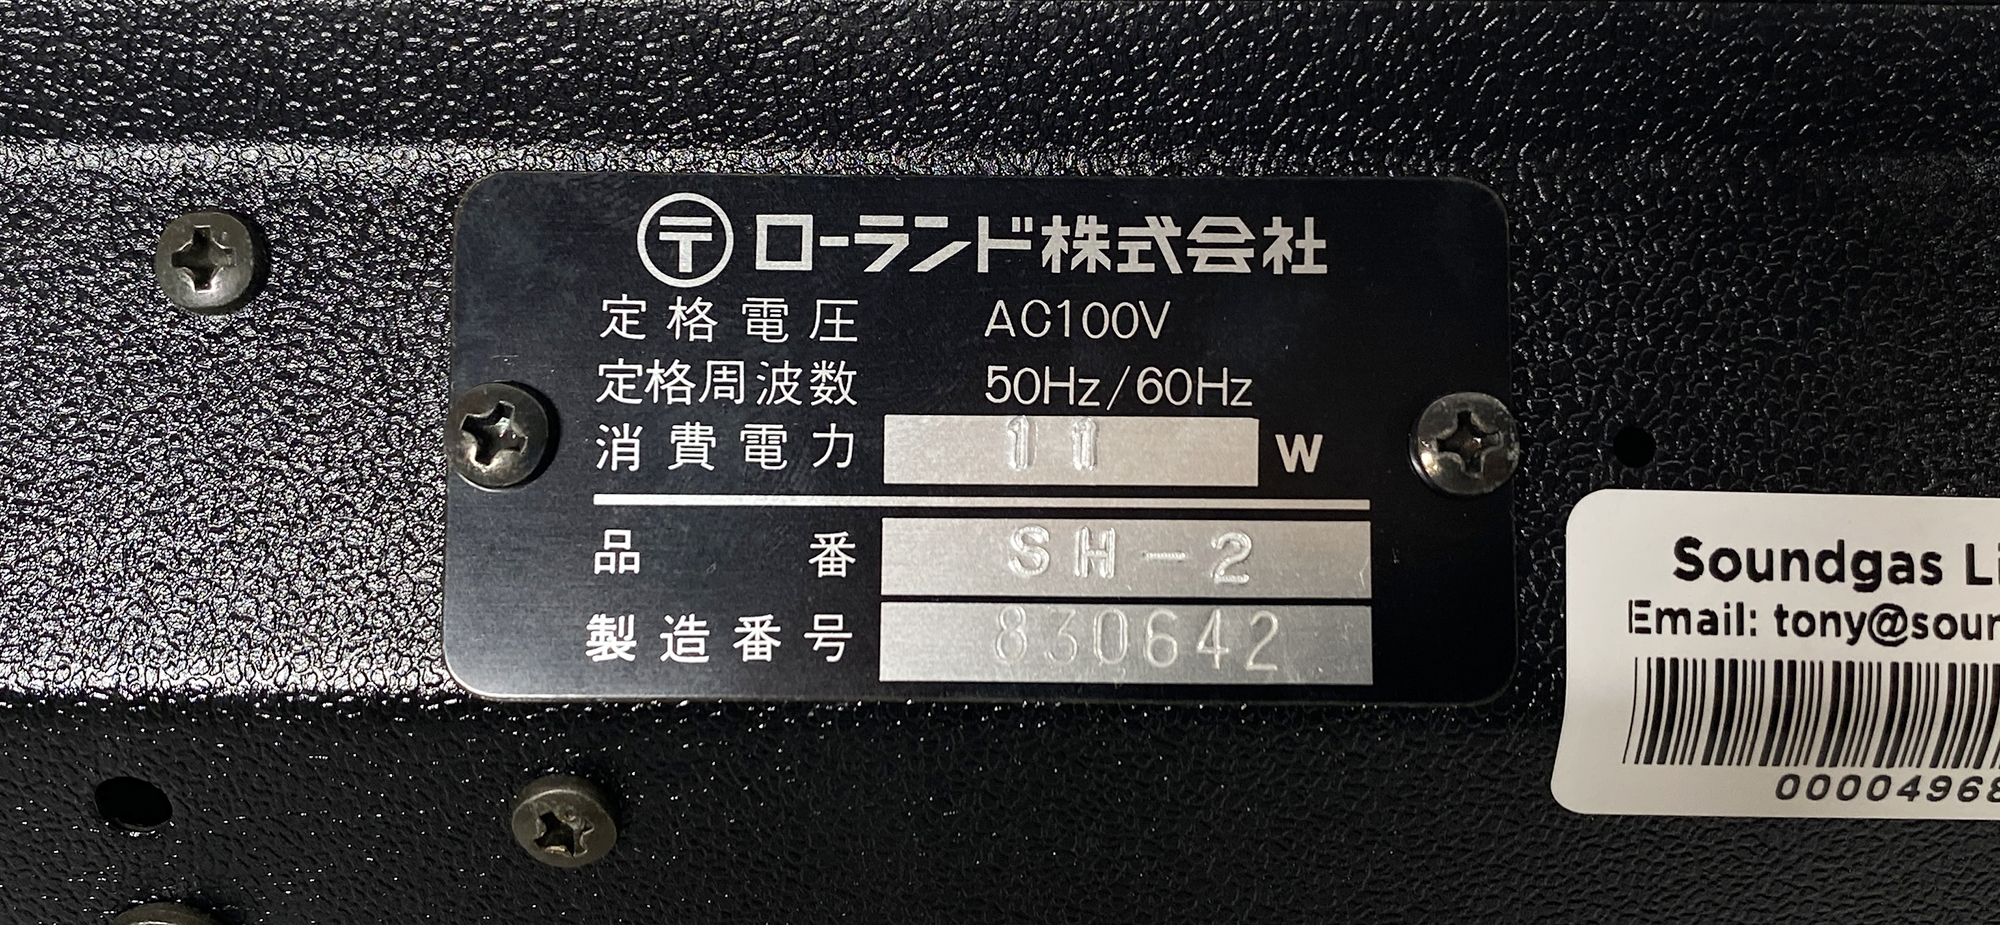 〒 ローランド株式会社
定格電圧 AC100V
定格周波数 50Hz/60Hz
消費電力 11 W
品番 SH-2
製造番号 830642
Soundgas Li
Email: tony@soun
0000496